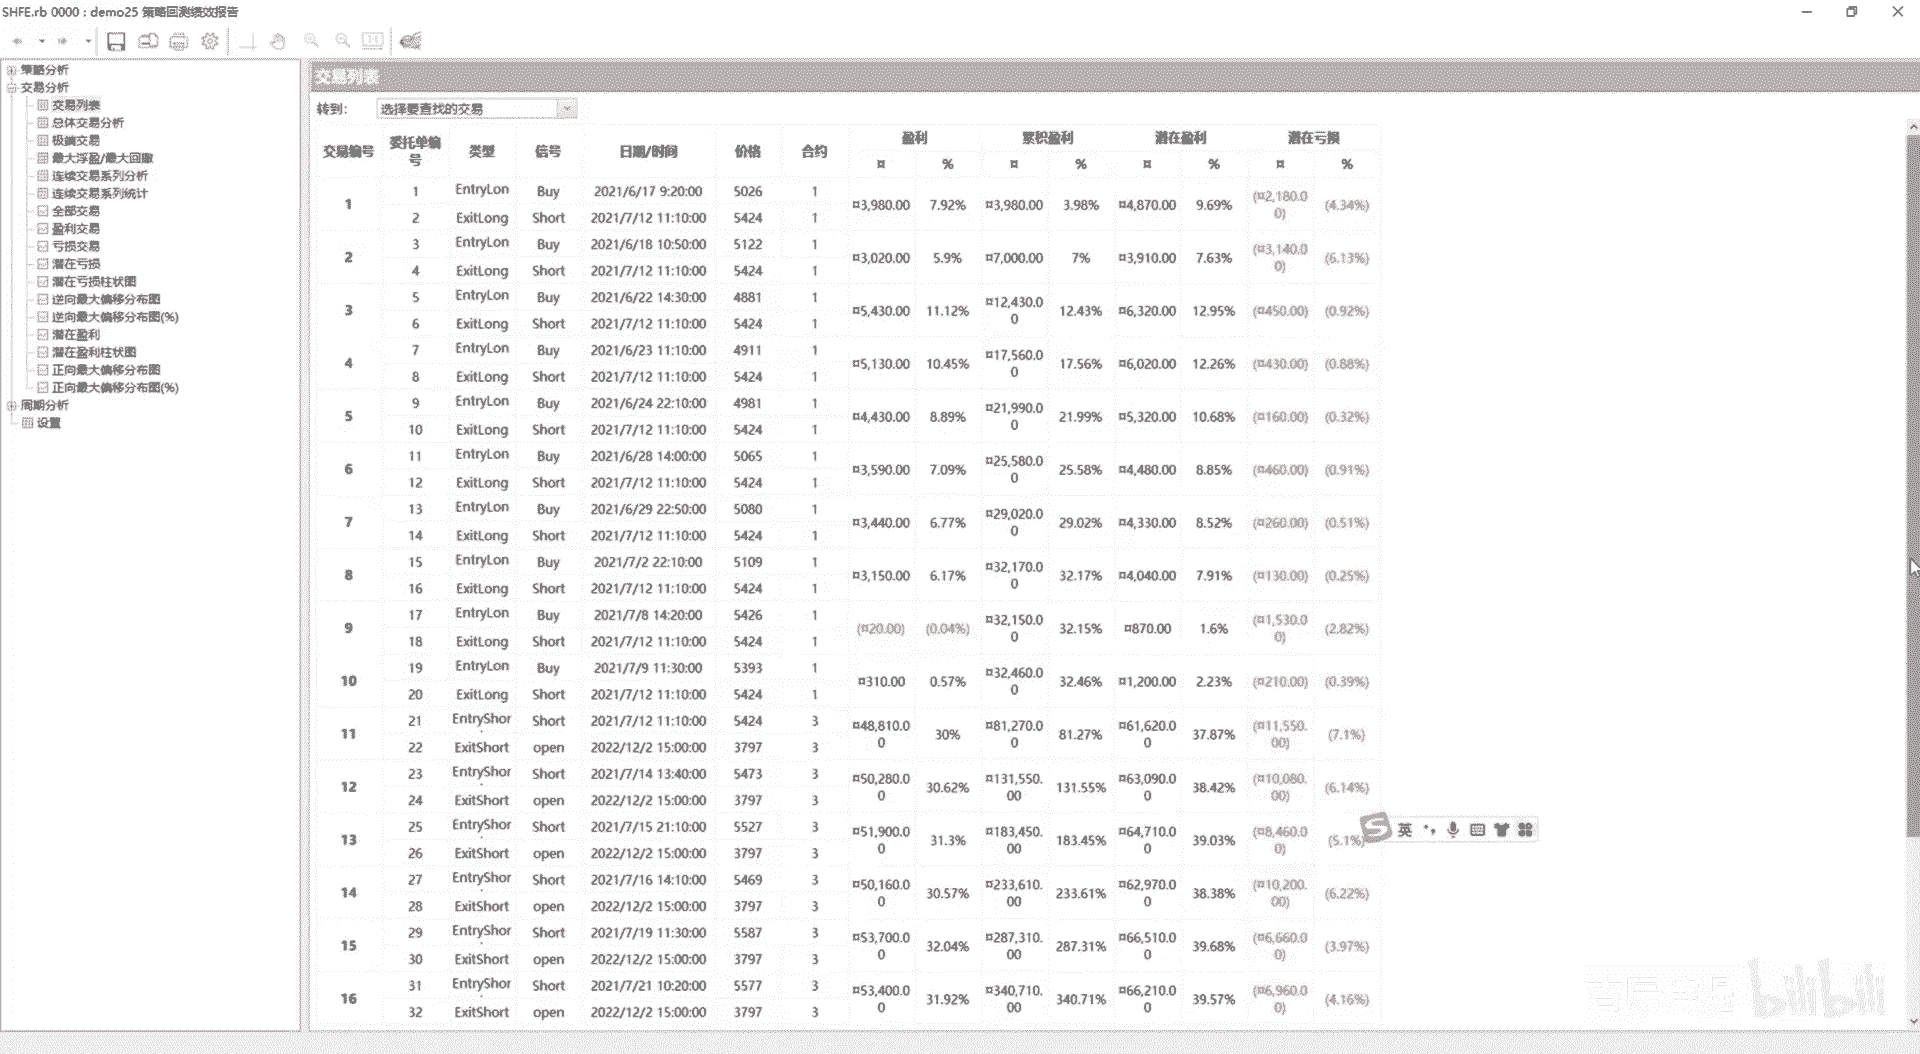 SHFE.rb 0000 : demo25 策略回测绩效报告
策略分析
交易分析
交易列表
总体交易分析
极端交易
最大浮盈/最大回撤
连续交易系列分析
连续交易系列统计
全部交易
盈利交易
亏损交易
潜在亏损
潜在亏损柱状图
逆向最大偏移分布图
逆向最大偏移分布图(%)
潜在盈利
潜在盈利柱状图
正向最大偏移分布图
正向最大偏移分布图(%)
周期分析
设置
交易列表
转到: 选择要查找的交易
交易编号 委托单编号 类型 信号 日期/时间 价格 合约 盈利 累积盈利 潜在盈利 潜在亏损
¤ % ¤ % ¤ % ¤ %
1 1 EntryLon Buy 2021/6/17 9:20:00 5026 1 ¤3,980.00 7.92% ¤3,980.00 3.98% ¤4,870.00 9.69% (¤2,180.00) (4.34%)
2 ExitLong Short 2021/7/12 11:10:00 5424 1
2 3 EntryLon Buy 2021/6/18 10:50:00 5122 1 ¤3,020.00 5.9% ¤7,000.00 7% ¤3,910.00 7.63% (¤3,140.00) (6.13%)
4 ExitLong Short 2021/7/12 11:10:00 5424 1
3 5 EntryLon Buy 2021/6/22 14:30:00 4881 1 ¤5,430.00 11.12% ¤12,430.00 12.43% ¤6,320.00 12.95% (¤450.00) (0.92%)
6 ExitLong Short 2021/7/12 11:10:00 5424 1
4 7 EntryLon Buy 2021/6/23 11:10:00 4911 1 ¤5,130.00 10.45% ¤17,560.00 17.56% ¤6,020.00 12.26% (¤430.00) (0.88%)
8 ExitLong Short 2021/7/12 11:10:00 5424 1
5 9 EntryLon Buy 2021/6/24 22:10:00 4981 1 ¤4,430.00 8.89% ¤21,990.00 21.99% ¤5,320.00 10.68% (¤160.00) (0.32%)
10 ExitLong Short 2021/7/12 11:10:00 5424 1
6 11 EntryLon Buy 2021/6/28 14:00:00 5065 1 ¤3,590.00 7.09% ¤25,580.00 25.58% ¤4,480.00 8.85% (¤460.00) (0.91%)
12 ExitLong Short 2021/7/12 11:10:00 5424 1
7 13 EntryLon Buy 2021/6/29 22:50:00 5080 1 ¤3,440.00 6.77% ¤29,020.00 29.02% ¤4,330.00 8.52% (¤260.00) (0.51%)
14 ExitLong Short 2021/7/12 11:10:00 5424 1
8 15 EntryLon Buy 2021/7/2 22:10:00 5109 1 ¤3,150.00 6.17% ¤32,170.00 32.17% ¤4,040.00 7.91% (¤130.00) (0.25%)
16 ExitLong Short 2021/7/12 11:10:00 5424 1
9 17 EntryLon Buy 2021/7/8 14:20:00 5426 1 (¤20.00) (0.04%) ¤32,150.00 32.15% ¤870.00 1.6% (¤1,530.00) (2.82%)
18 ExitLong Short 2021/7/12 11:10:00 5424 1
10 19 EntryLon Buy 2021/7/9 11:30:00 5393 1 ¤310.00 0.57% ¤32,460.00 32.46% ¤1,200.00 2.23% (¤210.00) (0.39%)
20 ExitLong Short 2021/7/12 11:10:00 5424 1
11 21 EntryShor Short 2021/7/12 11:10:00 5424 3 ¤48,810.00 30% ¤81,270.00 81.27% ¤61,620.00 37.87% (¤11,550.00) (7.1%)
22 ExitShort open 2022/12/2 15:00:00 3797 3
12 23 EntryShor Short 2021/7/14 13:40:00 5473 3 ¤50,280.00 30.62% ¤131,550.00 131.55% ¤63,090.00 38.42% (¤10,080.00) (6.14%)
24 ExitShort open 2022/12/2 15:00:00 3797 3
13 25 EntryShor Short 2021/7/15 21:10:00 5527 3 ¤51,900.00 31.3% ¤183,450.00 183.45% ¤64,710.00 39.03% (¤8,460.00) (5.1%)
26 ExitShort open 2022/12/2 15:00:00 3797 3
14 27 EntryShor Short 2021/7/16 14:10:00 5469 3 ¤50,160.00 30.57% ¤233,610.00 233.61% ¤62,970.00 38.38% (¤10,200.00) (6.22%)
28 ExitShort open 2022/12/2 15:00:00 3797 3
15 29 EntryShor Short 2021/7/19 11:30:00 5587 3 ¤53,700.00 32.04% ¤287,310.00 287.31% ¤66,510.00 39.68% (¤6,660.00) (3.97%)
30 ExitShort open 2022/12/2 15:00:00 3797 3
16 31 EntryShor Short 2021/7/21 10:20:00 5577 3 ¤53,400.00 31.92% ¤340,710.00 340.71% ¤66,210.00 39.57% (¤6,960.00) (4.16%)
32 ExitShort open 2022/12/2 15:00:00 3797 3
英
bilibili